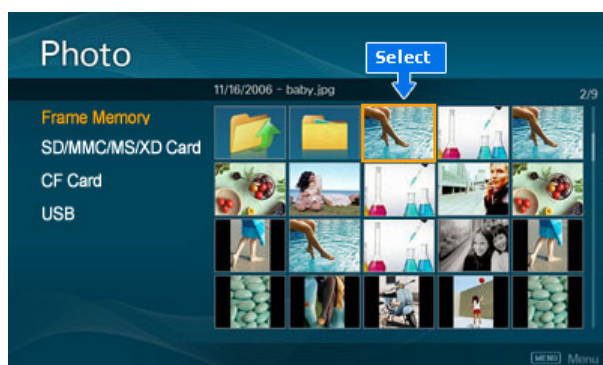 Photo
Select
11/16/2006 - baby.jpg
2/9
Frame Memory
SD/MMC/MS/XD Card
CF Card
USB
MENU Menu